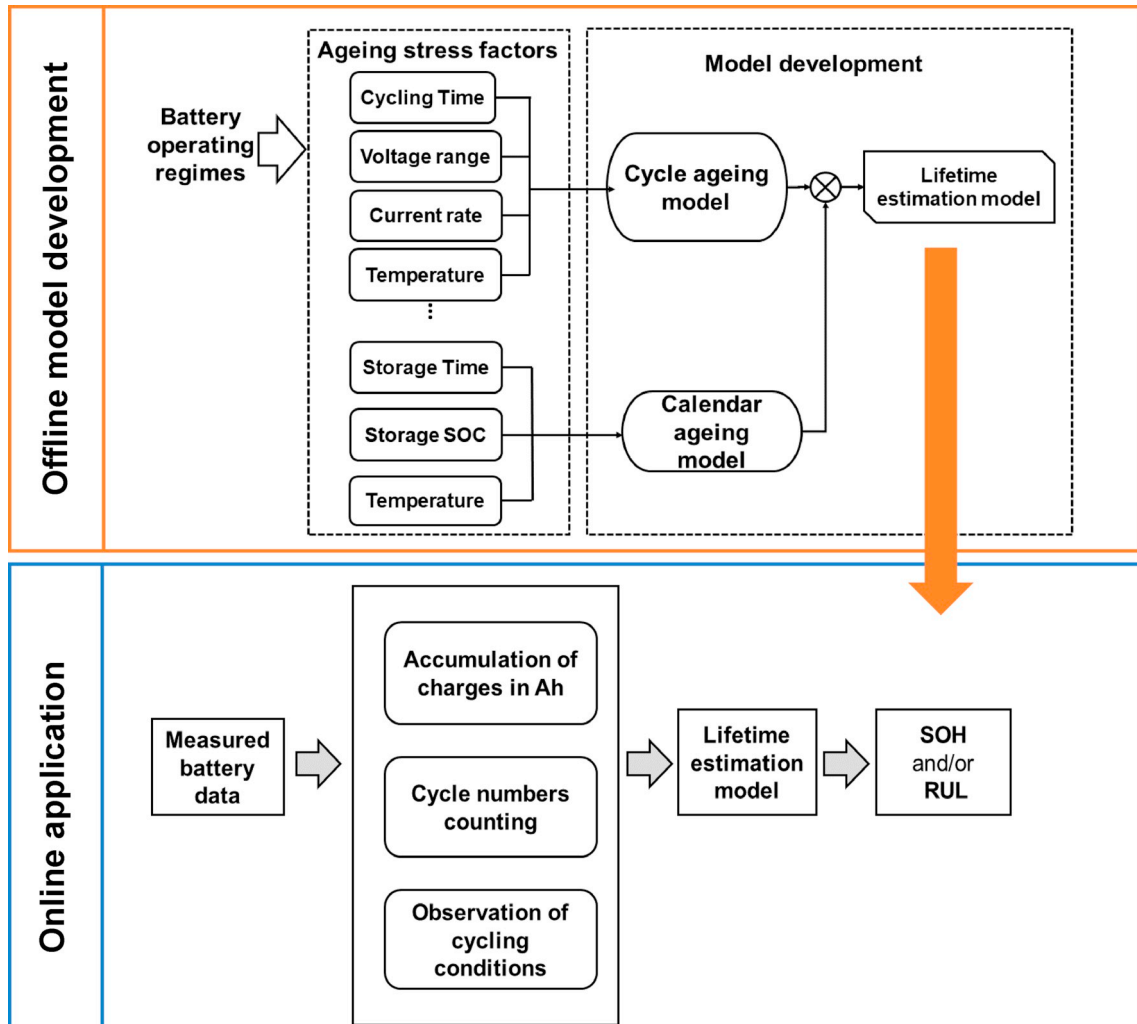 Offline model development
Battery
operating
regimes
Ageing stress factors
Cycling Time
Voltage range
Current rate
Temperature
...
Storage Time
Storage SOC
Temperature
Model development
Cycle ageing
model
Calendar
ageing
model
Lifetime
estimation model
Online application
Measured
battery
data
Accumulation of
charges in Ah
Cycle numbers
counting
Observation of
cycling
conditions
Lifetime
estimation
model
SOH
and/or
RUL